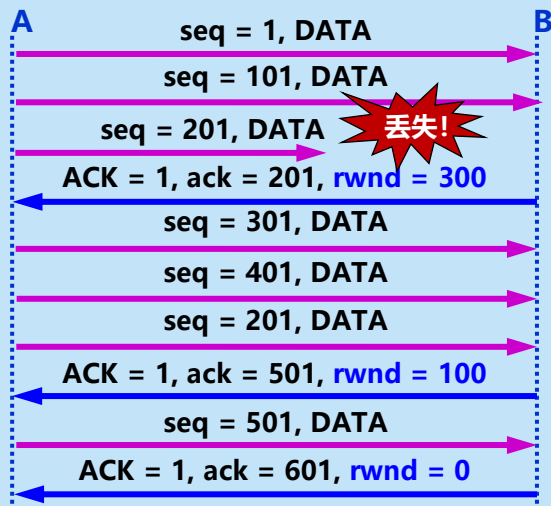 A B
seq = 1, DATA
seq = 101, DATA
丢失!
seq = 201, DATA
ACK = 1, ack = 201, rwnd = 300
seq = 301, DATA
seq = 401, DATA
seq = 201, DATA
ACK = 1, ack = 501, rwnd = 100
seq = 501, DATA
ACK = 1, ack = 601, rwnd = 0